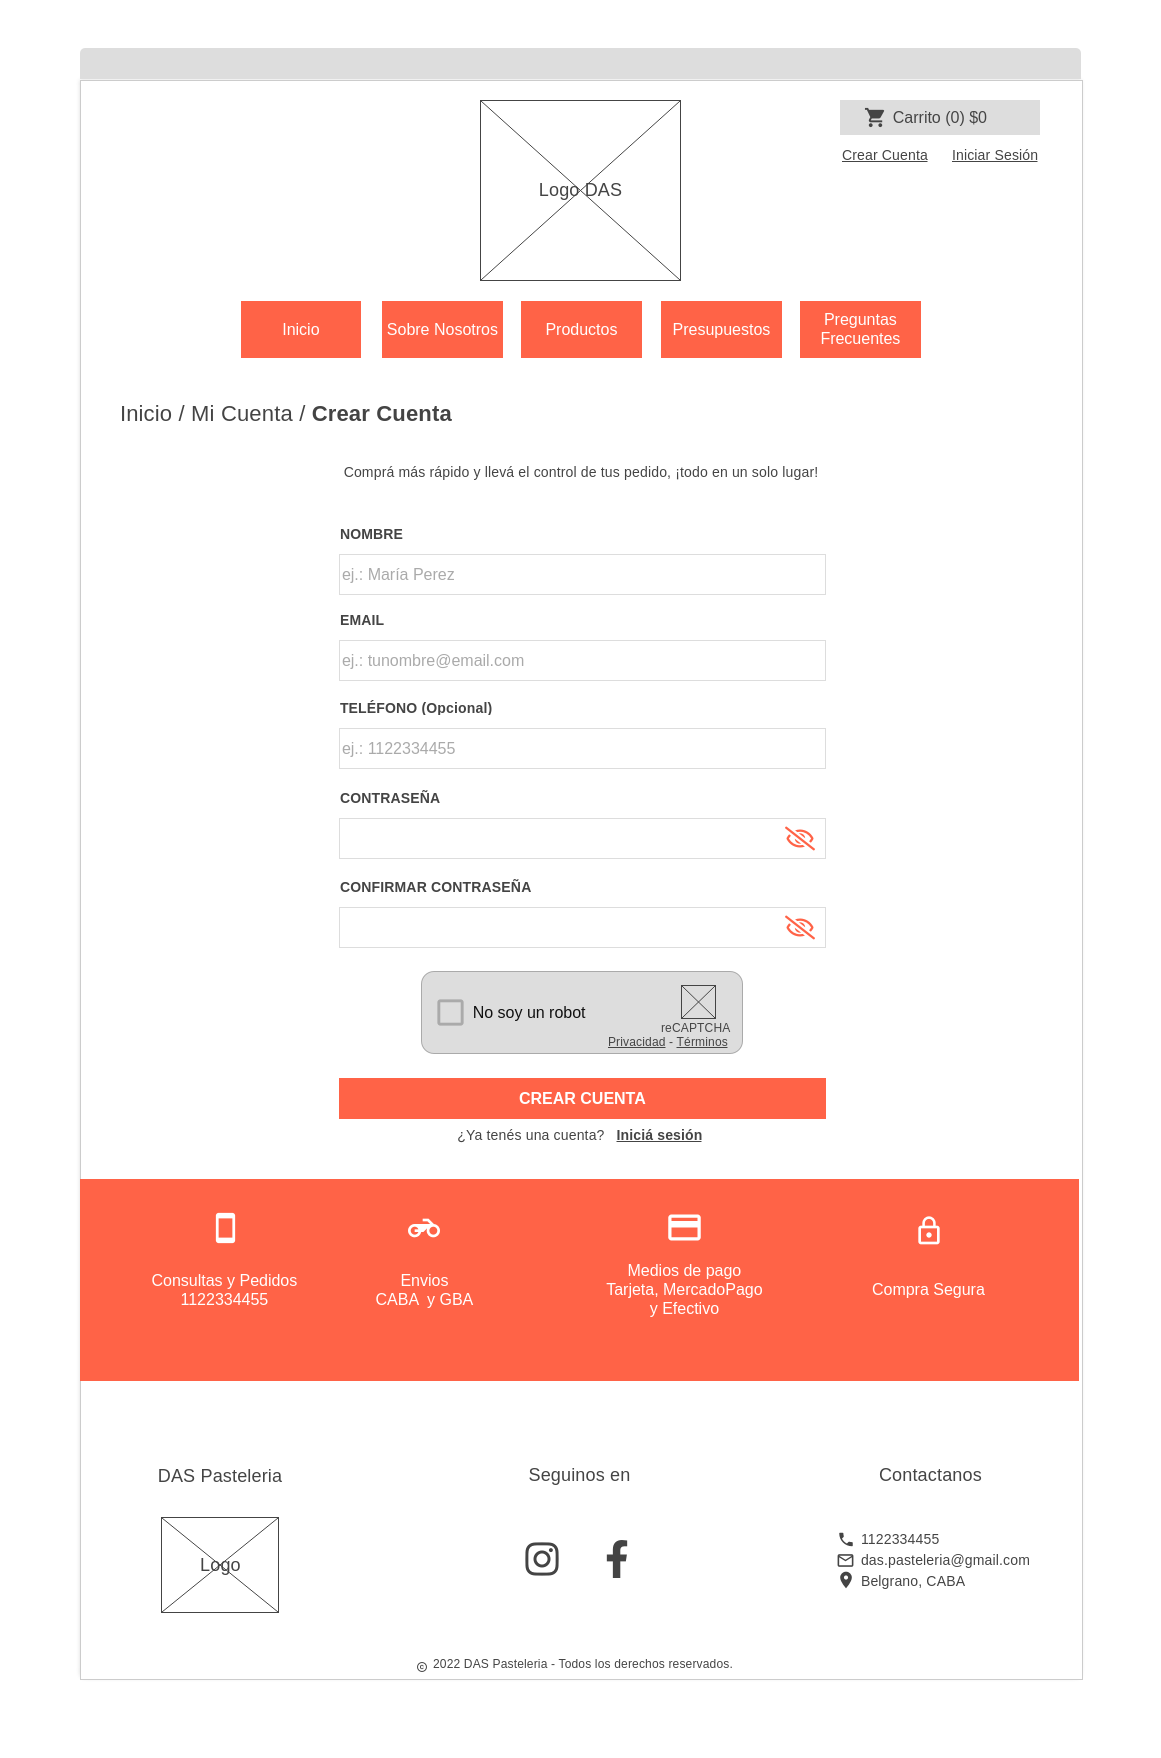 Carrito (0) $0
Crear Cuenta Iniciar Sesión
Logo DAS
Inicio
Sobre Nosotros
Productos
Presupuestos
Preguntas
Frecuentes
Inicio / Mi Cuenta / Crear Cuenta
Comprá más rápido y llevá el control de tus pedido, ¡todo en un solo lugar!
NOMBRE
ej.: María Perez
EMAIL
ej.: tunombre@email.com
TELÉFONO (Opcional)
ej.: 1122334455
CONTRASEÑA
CONFIRMAR CONTRASEÑA
No soy un robot
reCAPTCHA
Privacidad - Términos
CREAR CUENTA
¿Ya tenés una cuenta? Iniciá sesión
Consultas y Pedidos
1122334455
Envios
CABA y GBA
Medios de pago
Tarjeta, MercadoPago
y Efectivo
Compra Segura
DAS Pasteleria
Logo
Seguinos en
Contactanos
1122334455
das.pasteleria@gmail.com
Belgrano, CABA
© 2022 DAS Pasteleria - Todos los derechos reservados.